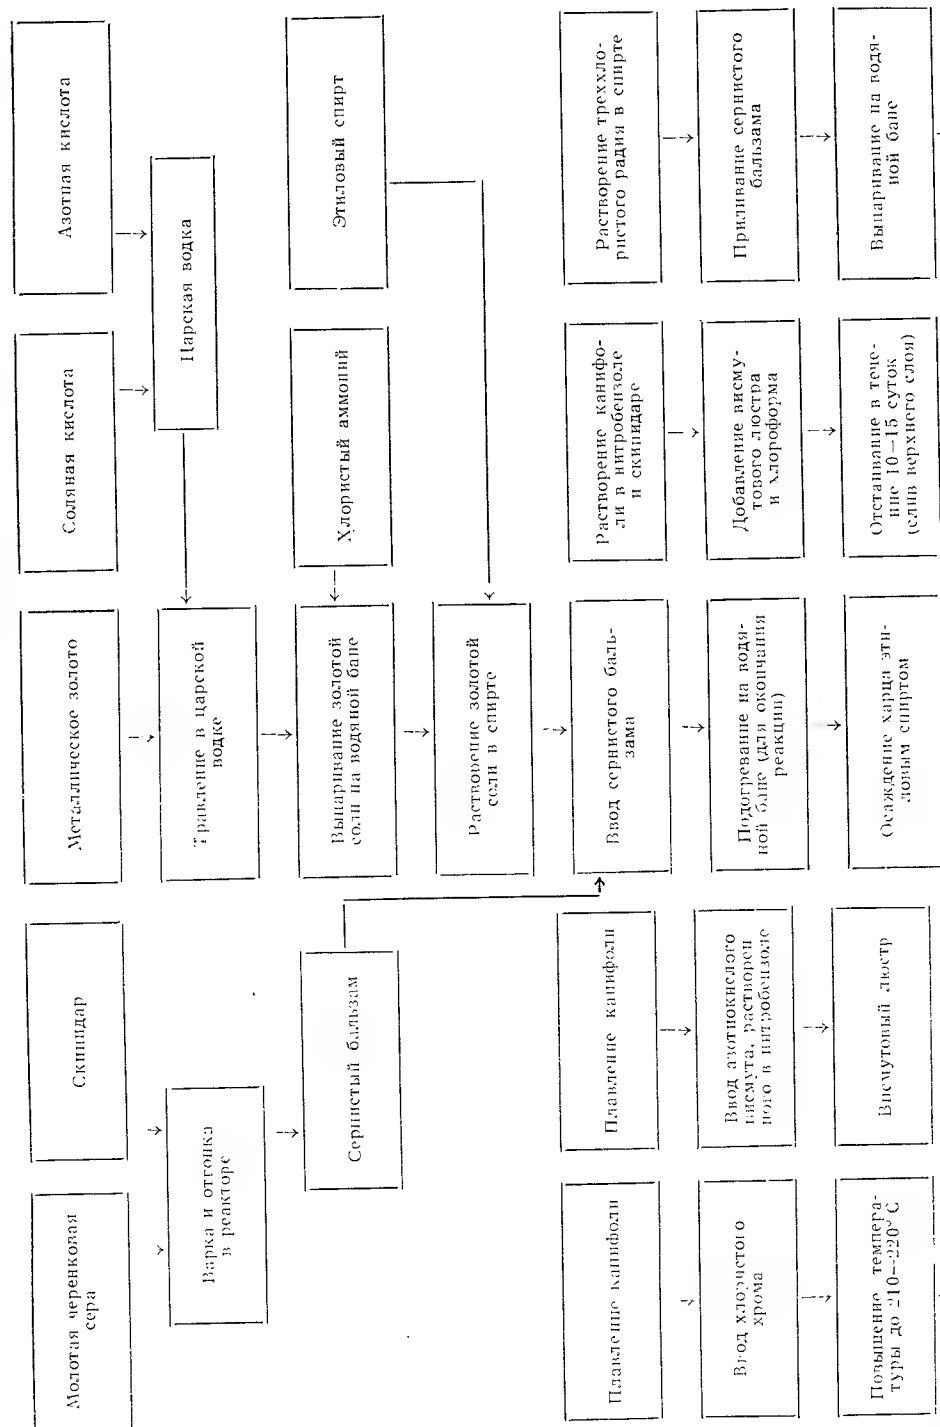 Молотая черенковая
сера
Скипидар
Металлическое золото
Соляная кислота
Азотная кислота
Варка и отгонка
в реакторе
Травление в царской
водке
Царская водка
Сернистый бальзам
Выпаривание золотой
соли на водяной бане
Хлористый аммоний
Этиловый спирт
Растворение золотой
соли в спирте
Плавление канифоли
Плавление канифоли
Ввод сернистого баль-
зама
Растворение канифо-
ли в нитробензоле
и скипидаре
Растворение треххло-
ристого радия в спирте
Ввод хлористого
хрома
Ввод азотнокислого
висмута, растворен
ного в нитробензоле
Подогревание на водя-
ной бане (для окончания
реакции)
Добавление висму-
тового люстра
и хлороформа
Приливание сернистого
бальзама
Повышение темпера-
туры до 210—220° С
Висмутовый люстр
Осаждение харца эти-
ловым спиртом
Отстаивание в тече-
ние 10—15 суток
(слив верхнего слоя)
Выпаривание на водя-
ной бане